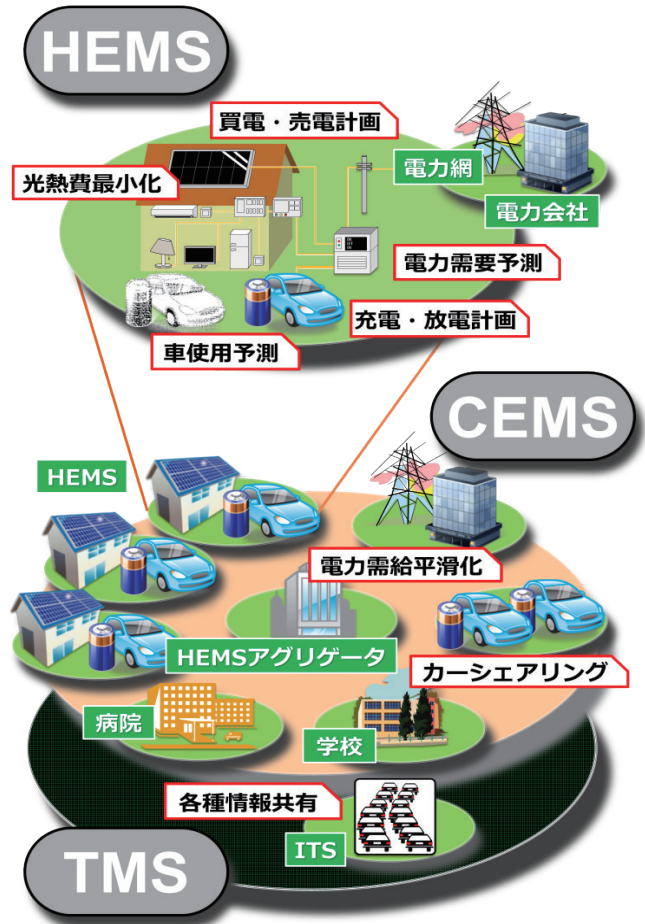 HEMS
買電・売電計画
光熱費最小化
電力網
電力会社
電力需要予測
充電・放電計画
車使用予測
CEMS
HEMS
電力需給平滑化
HEMSアグリゲータ
カーシェアリング
病院
学校
各種情報共有
ITS
TMS